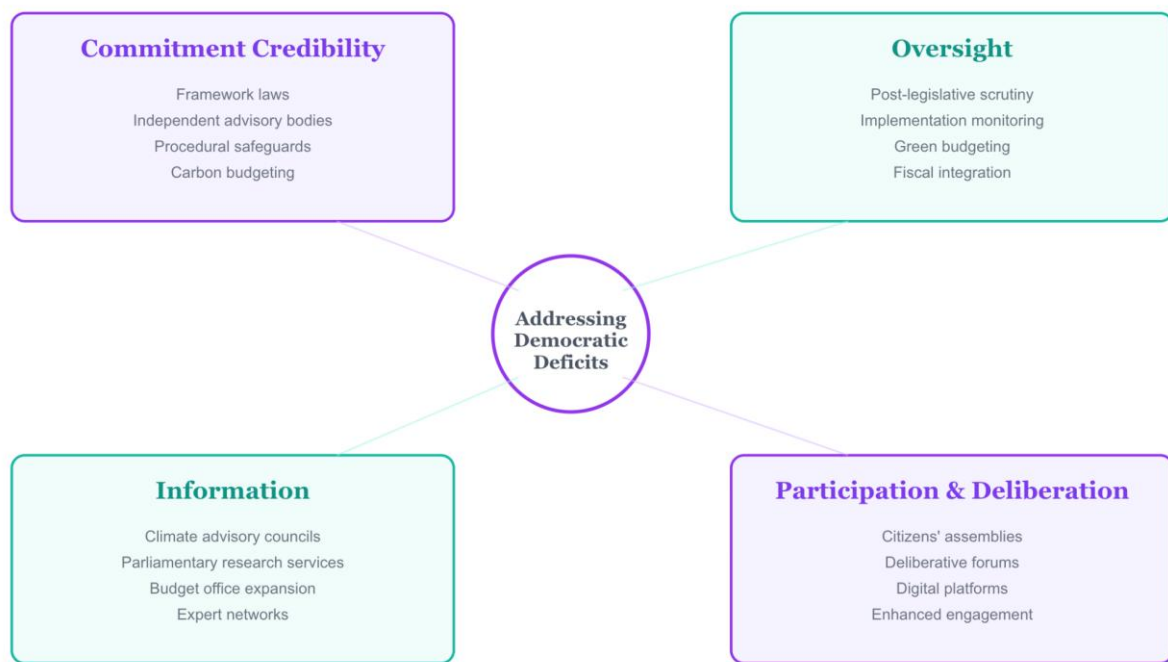 Commitment Credibility
Framework laws
Independent advisory bodies
Procedural safeguards
Carbon budgeting
Oversight
Post-legislative scrutiny
Implementation monitoring
Green budgeting
Fiscal integration
Addressing
Democratic
Deficits
Information
Climate advisory councils
Parliamentary research services
Budget office expansion
Expert networks
Participation & Deliberation
Citizens' assemblies
Deliberative forums
Digital platforms
Enhanced engagement